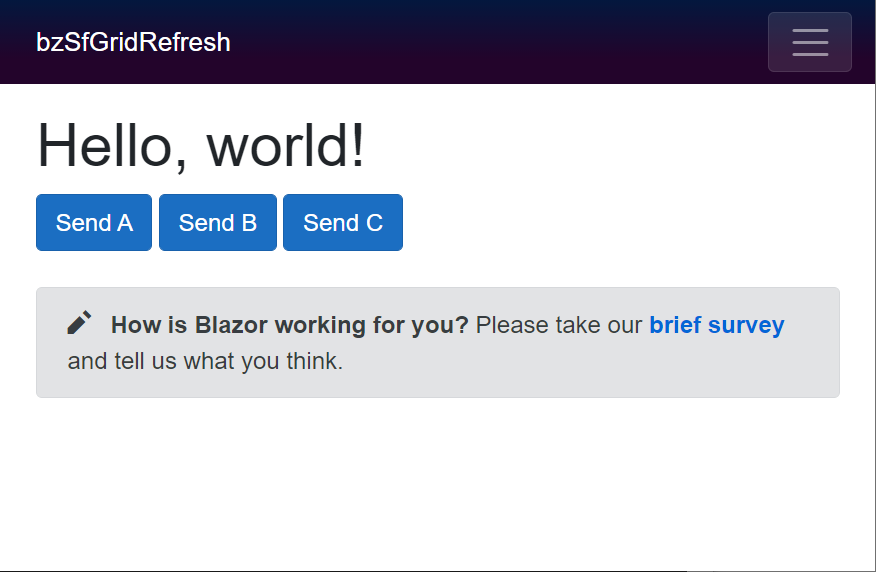 bzSfGridRefresh
Hello, world!
Send A Send B Send C
How is Blazor working for you? Please take our brief survey
and tell us what you think.